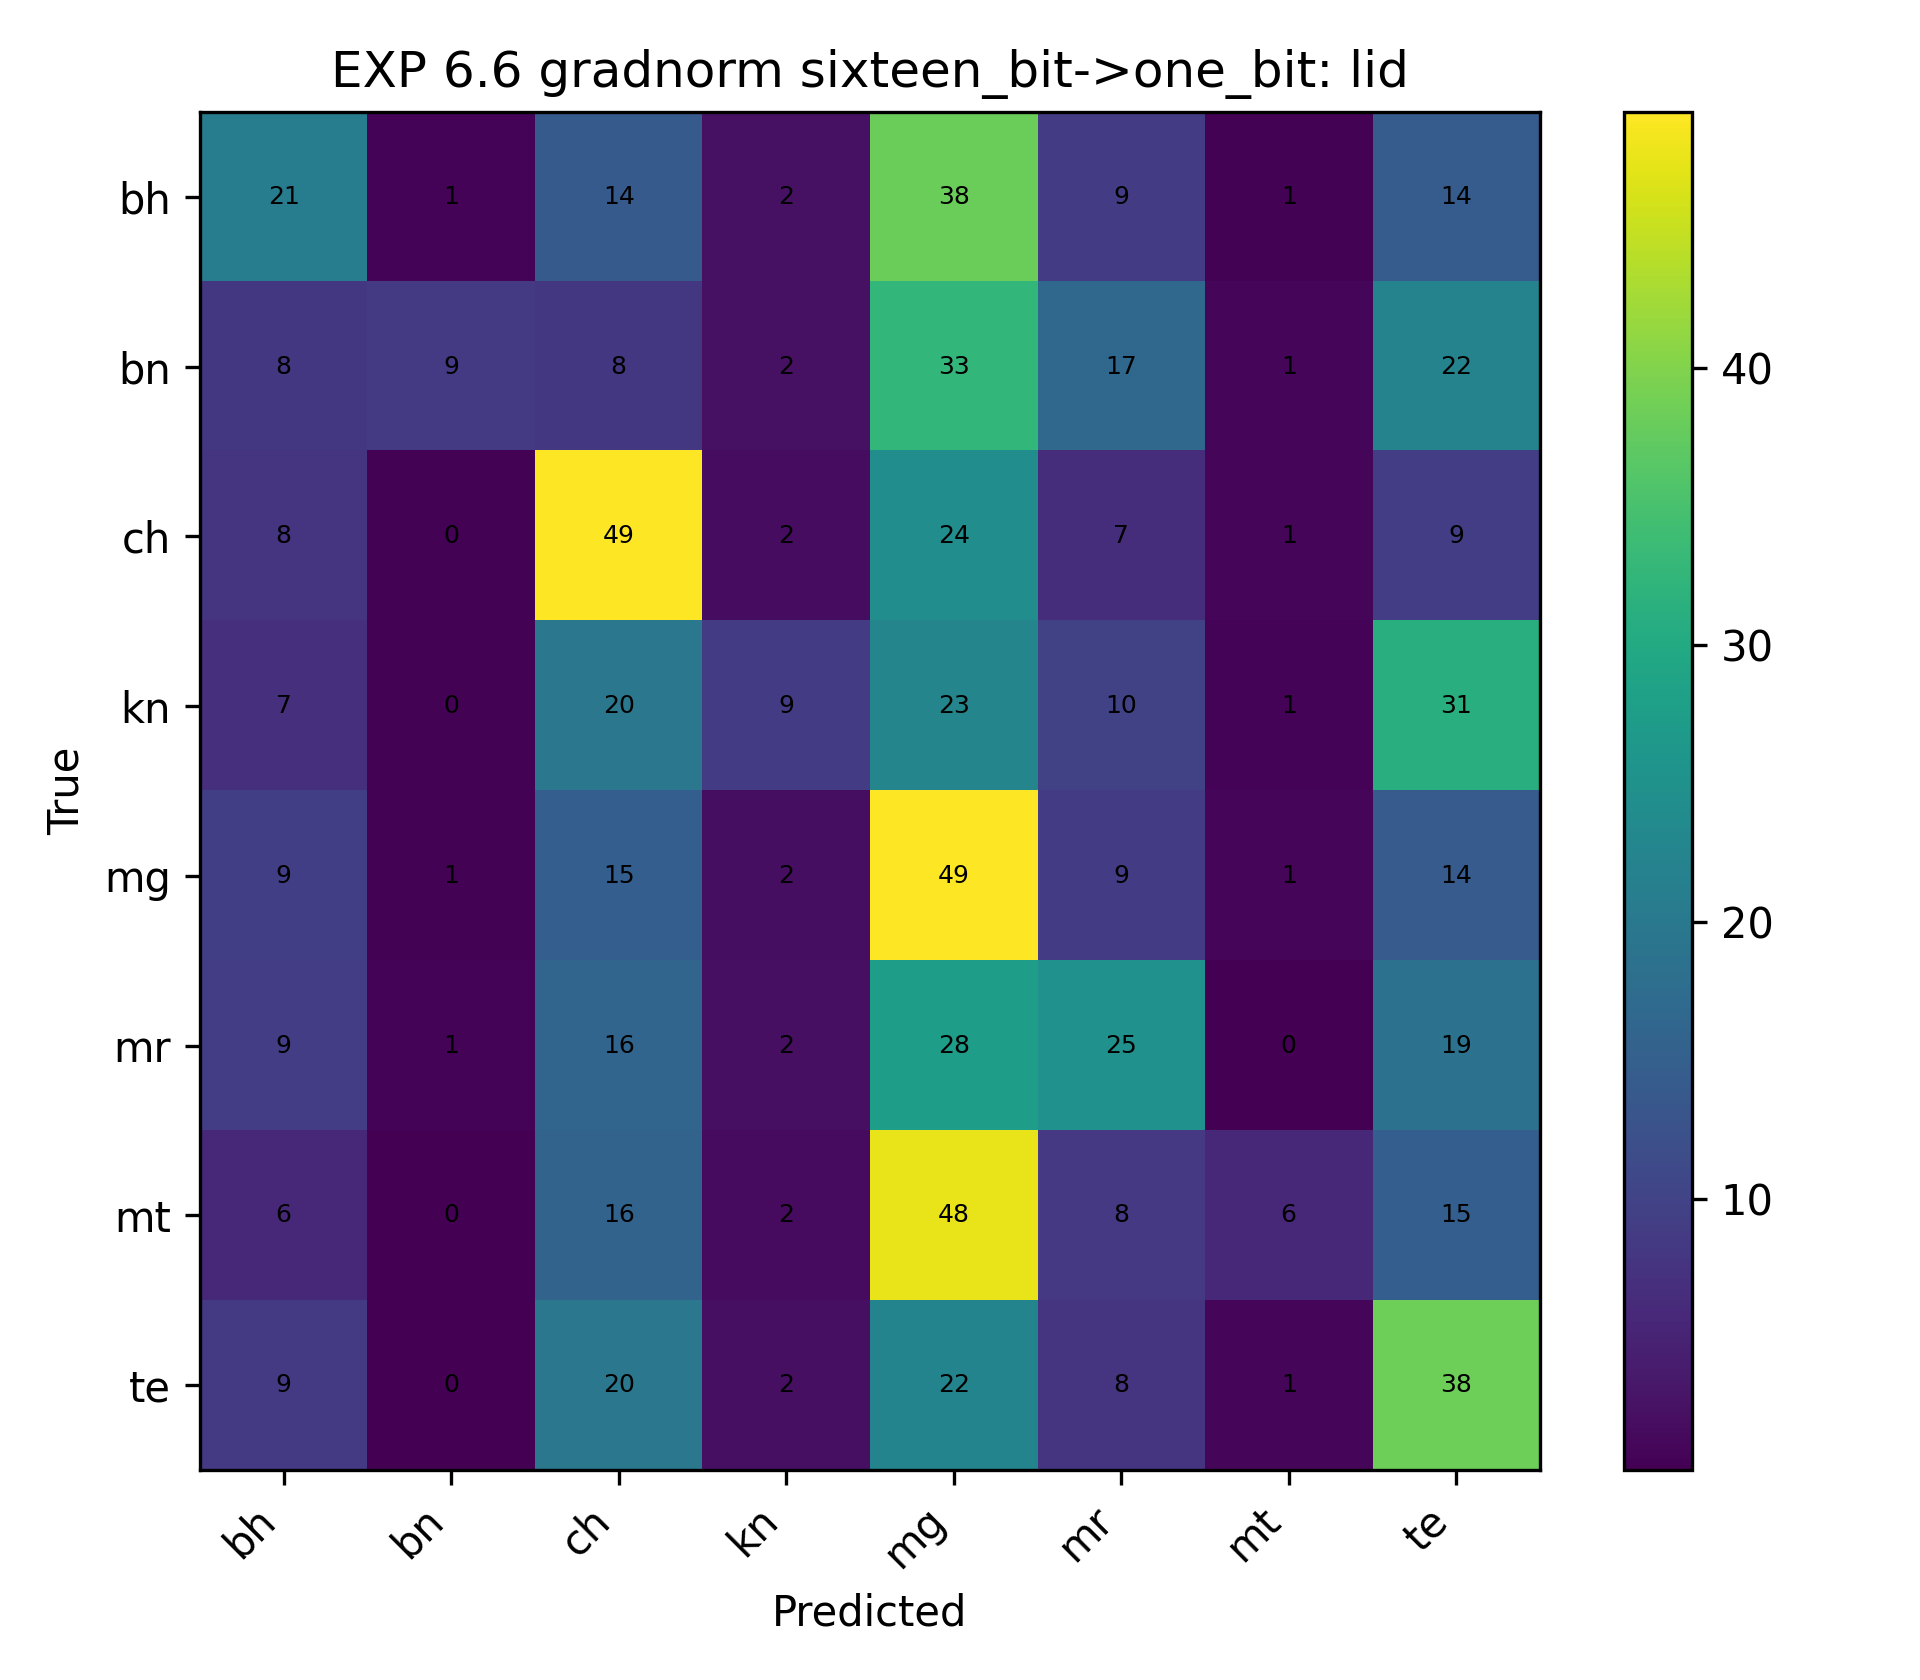 EXP 6.6 gradnorm sixteen_bit->one_bit: lid
bh 21 1 14 2 38 9 1 14
bn 8 9 8 2 33 17 1 22
ch 8 0 49 2 24 7 1 9
kn 7 0 20 9 23 10 1 31
mg 9 1 15 2 49 9 1 14
mr 9 1 16 2 28 25 0 19
mt 6 0 16 2 48 8 6 15
te 9 0 20 2 22 8 1 38
True
bh bn ch kn mg mr mt te
Predicted
40
30
20
10